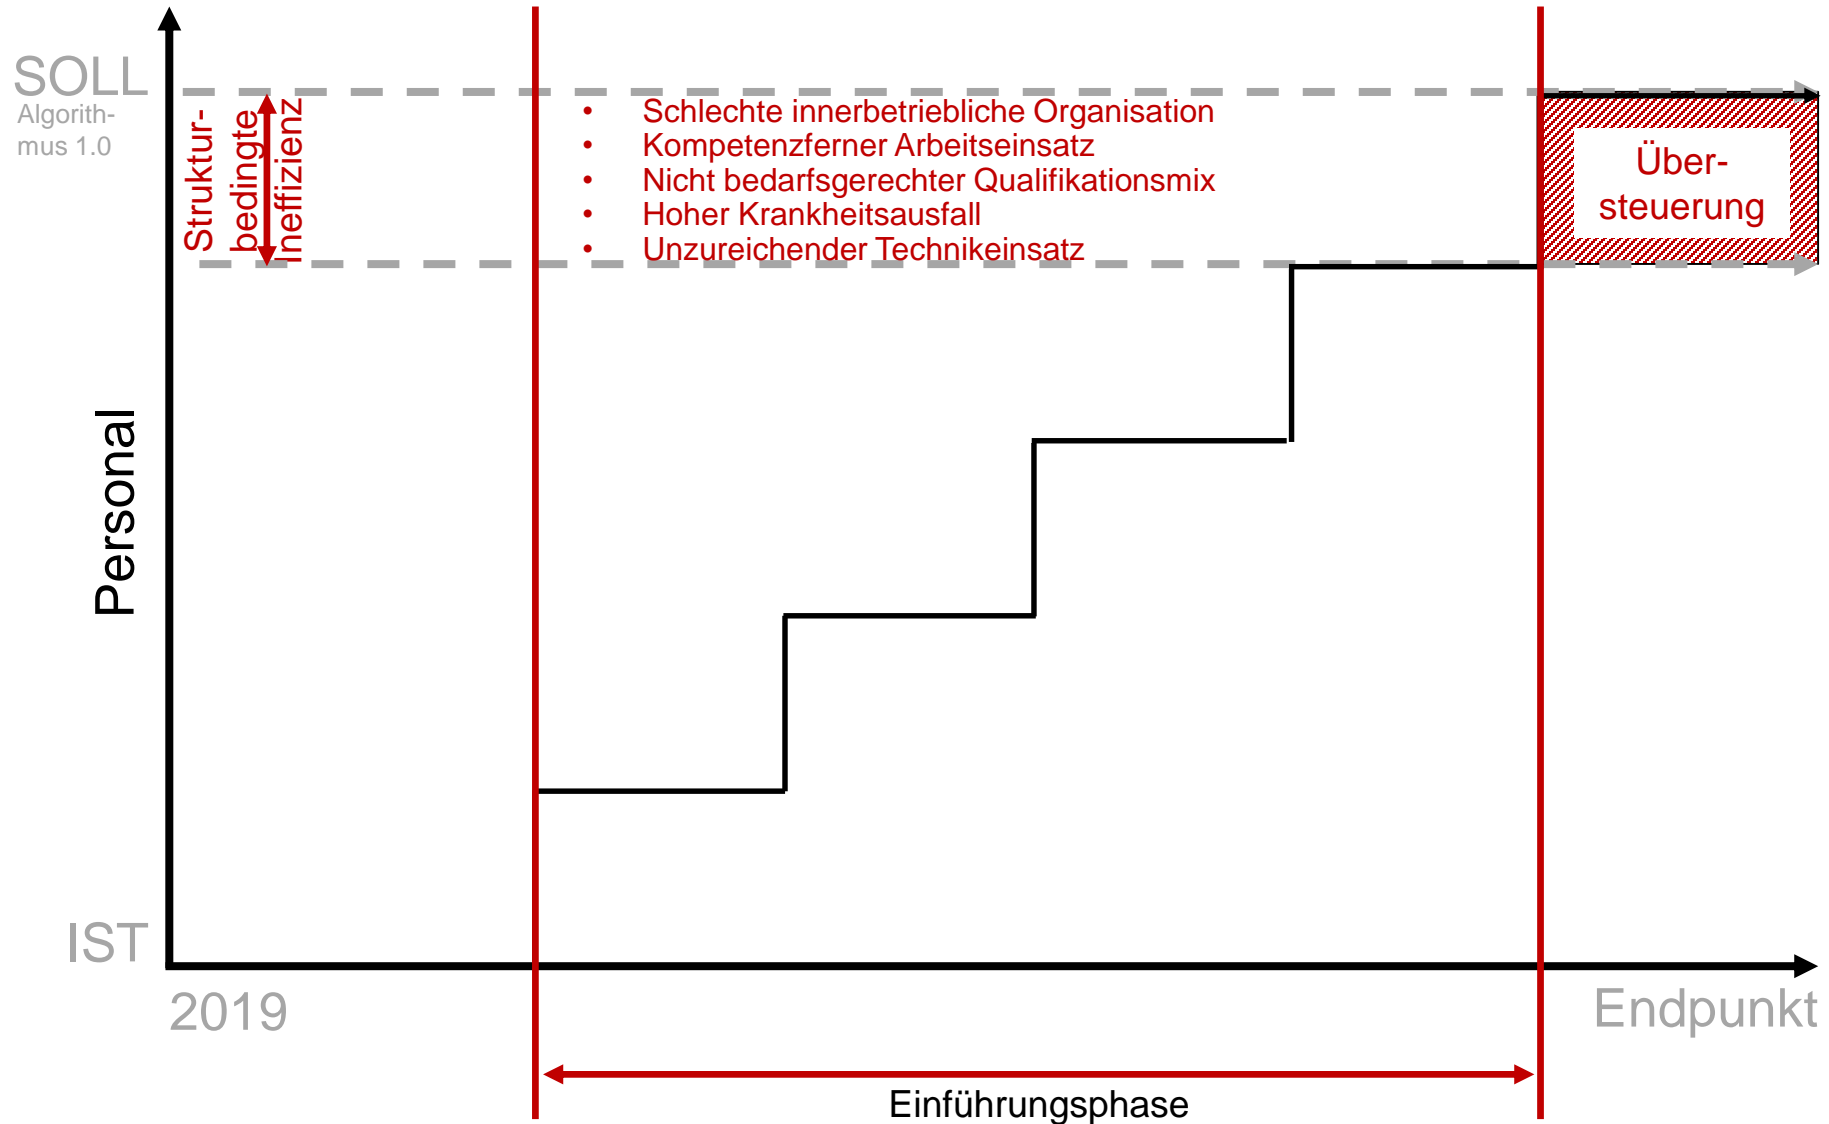 SOLL
Algorith-
mus 1.0
Struktur-
bedingte
Ineffizienz
• Schlechte innerbetriebliche Organisation
• Kompetenzferner Arbeitseinsatz
• Nicht bedarfsgerechter Qualifikationsmix
• Hoher Krankheitsausfall
• Unzureichender Technikeinsatz
Über-
steuerung
Personal
IST
2019
Endpunkt
Einführungsphase